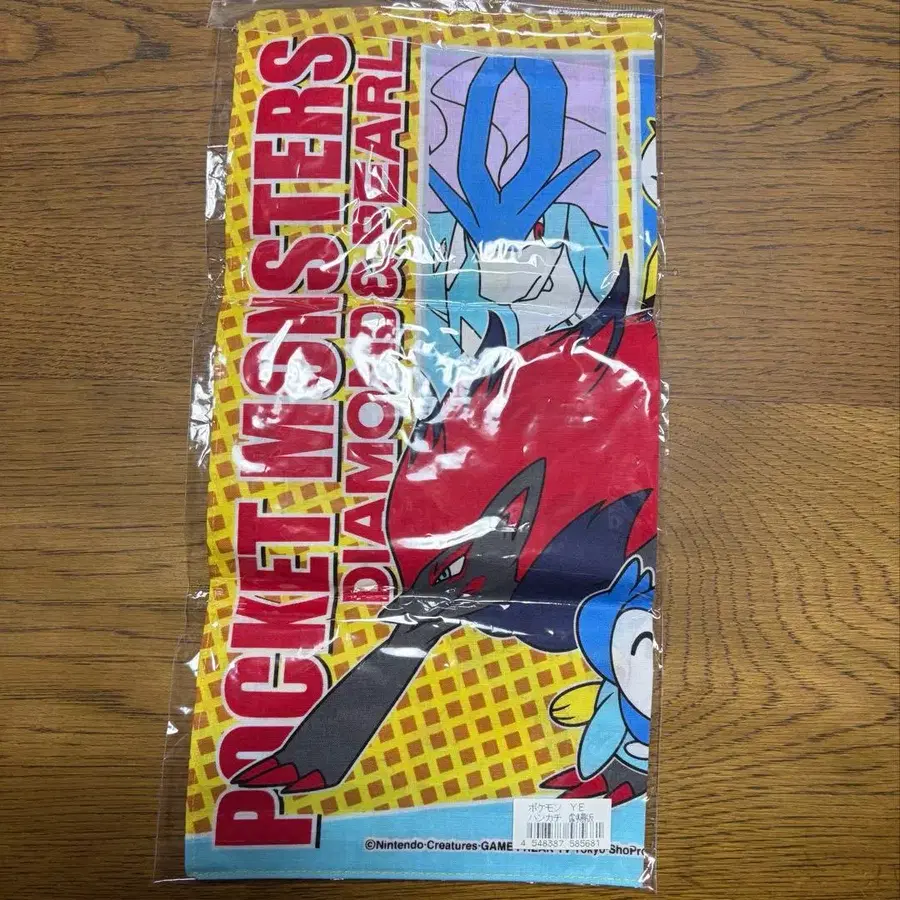 POCKET MONSTERS
DIAMOND & PEARL
ポケモン YE
ハンカチ
4 548387 585681
©Nintendo·Creatures·GAME FREAK·TV Tokyo·ShoPro